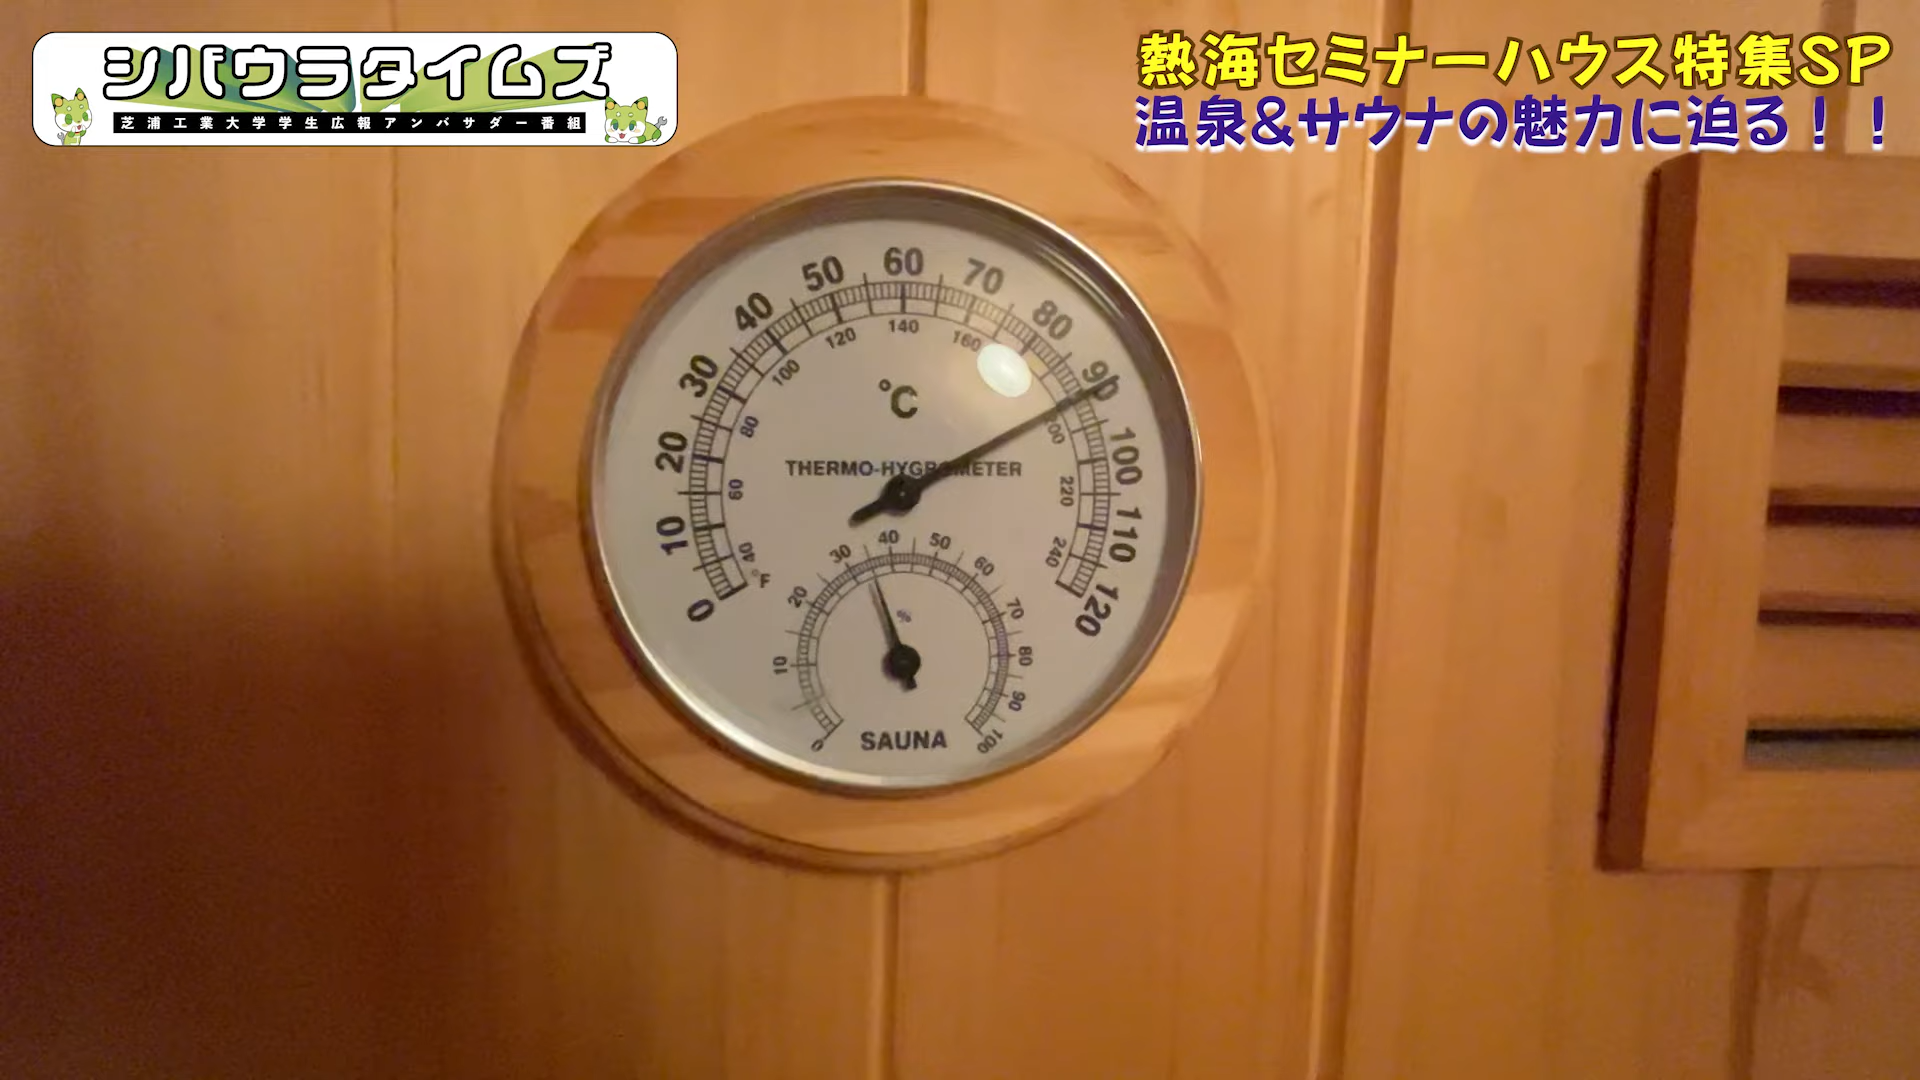 シバウラタイムズ
芝浦工業大学学生広報アンバサダー番組
熱海セミナーハウス特集SP
温泉&サウナの魅力に迫る！！
0 10 20 30 40 50 60 70 80 90 100 110 120
40 60 80 100 120 140 160 200 220 240
°F
°C
THERMO-HYGROMETER
0 10 20 30 40 50 60 70 80 90 100
%
SAUNA